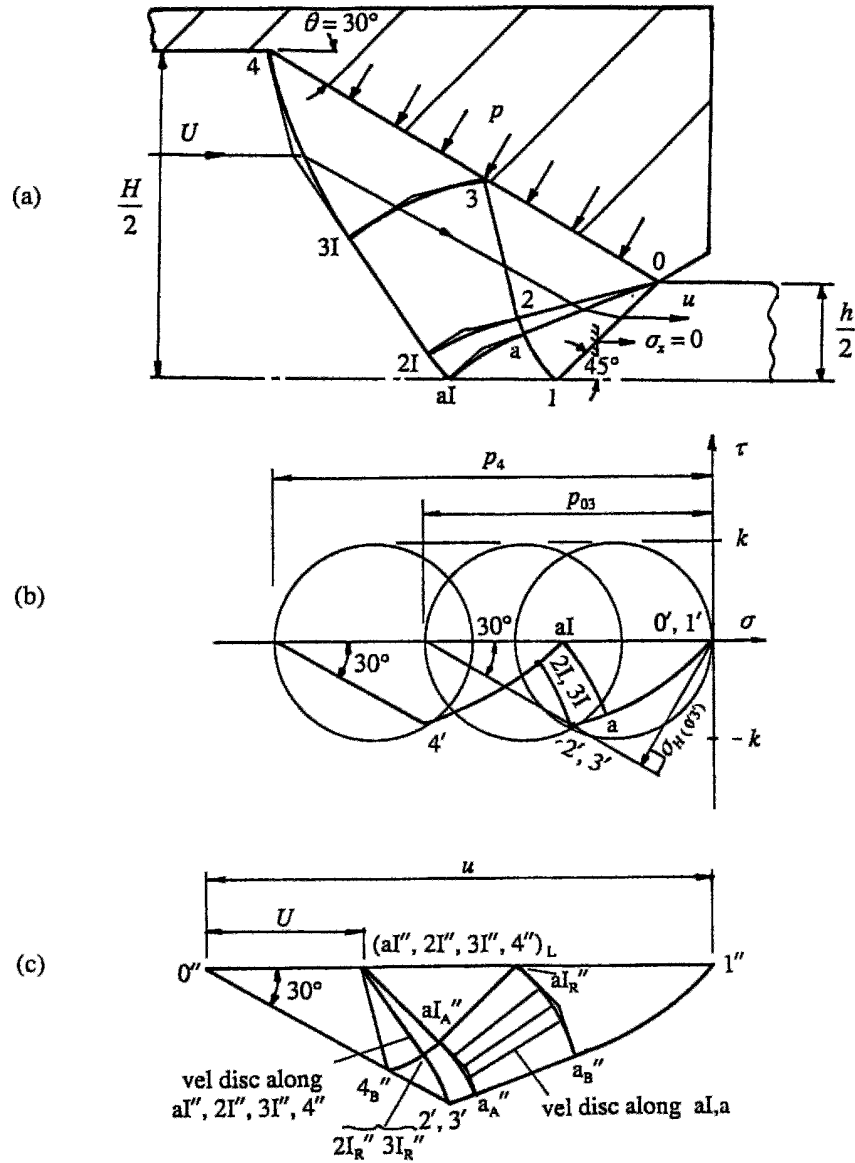 (a)
θ = 30°
4
U
p
H
2
3
3I
0
2
u
h
2
a
σx = 0
45°
2I
aI
1
(b)
τ
p4
p03
k
30°
aI
0′, 1′
σ
30°
2I, 3I
a
4′
2′, 3′
σH(0′3′)
-k
(c)
u
U
(aI″, 2I″, 3I″, 4″)L
0″
1″
30°
aIR″
aIA″
vel disc along
aI″, 2I″, 3I″, 4″
4B″
aB″
aA″
2′, 3′
vel disc along aI,a
2IR″ 3IR″